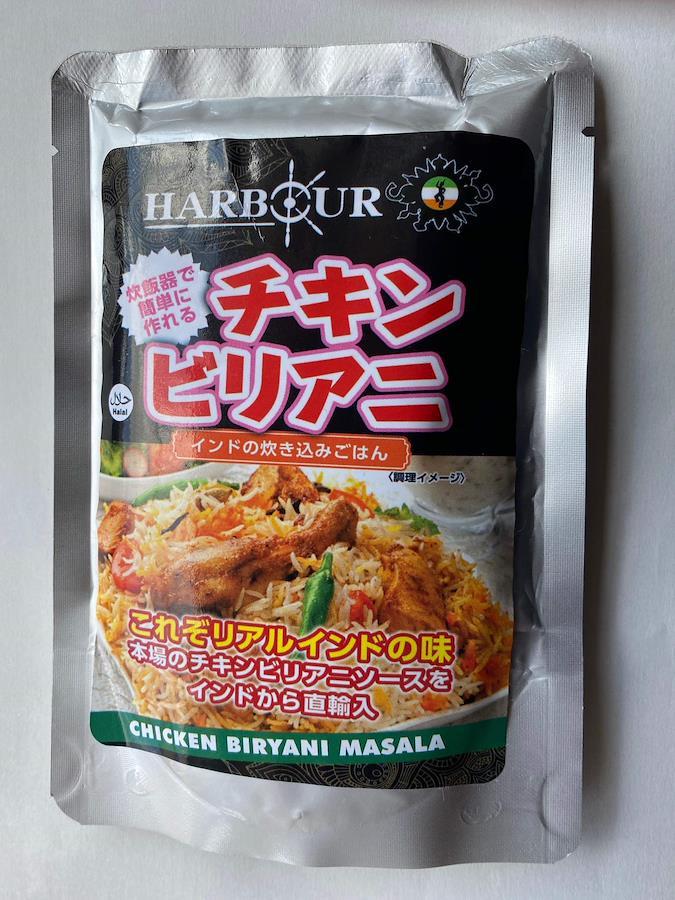 HARBOUR
炊飯器で
簡単に
作れる
チキン
ビリアニ
حلال
Halal
インドの炊き込みごはん
〈調理イメージ〉
これぞリアルインドの味
本場のチキンビリアニソースを
インドから直輸入
CHICKEN BIRYANI MASALA